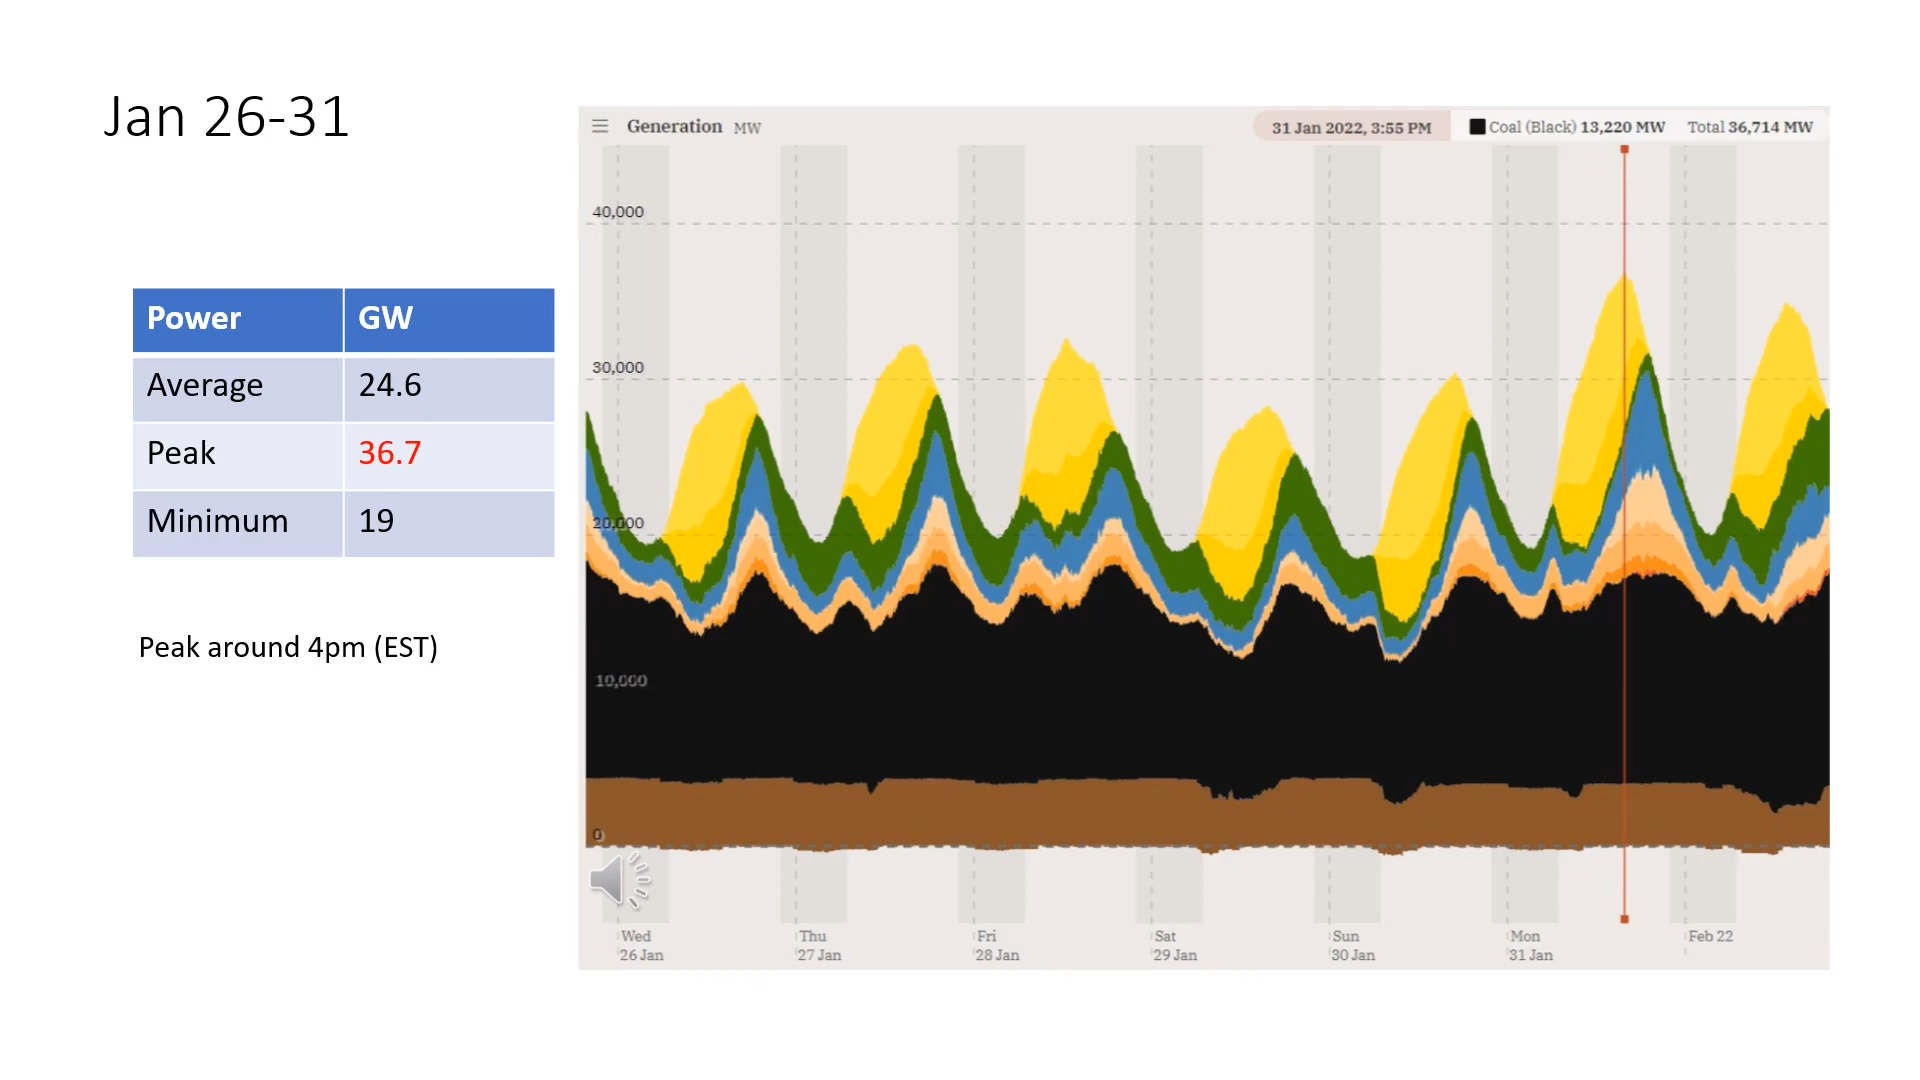 Jan 26-31
Power GW
Average 24.6
Peak 36.7
Minimum 19
Peak around 4pm (EST)
Generation MW
31 Jan 2022, 3:55 PM Coal (Black) 13,220 MW Total 36,714 MW
40,000
30,000
20,000
10,000
0
Wed Thu Fri Sat Sun Mon Feb 22
26 Jan 27 Jan 28 Jan 29 Jan 30 Jan 31 Jan